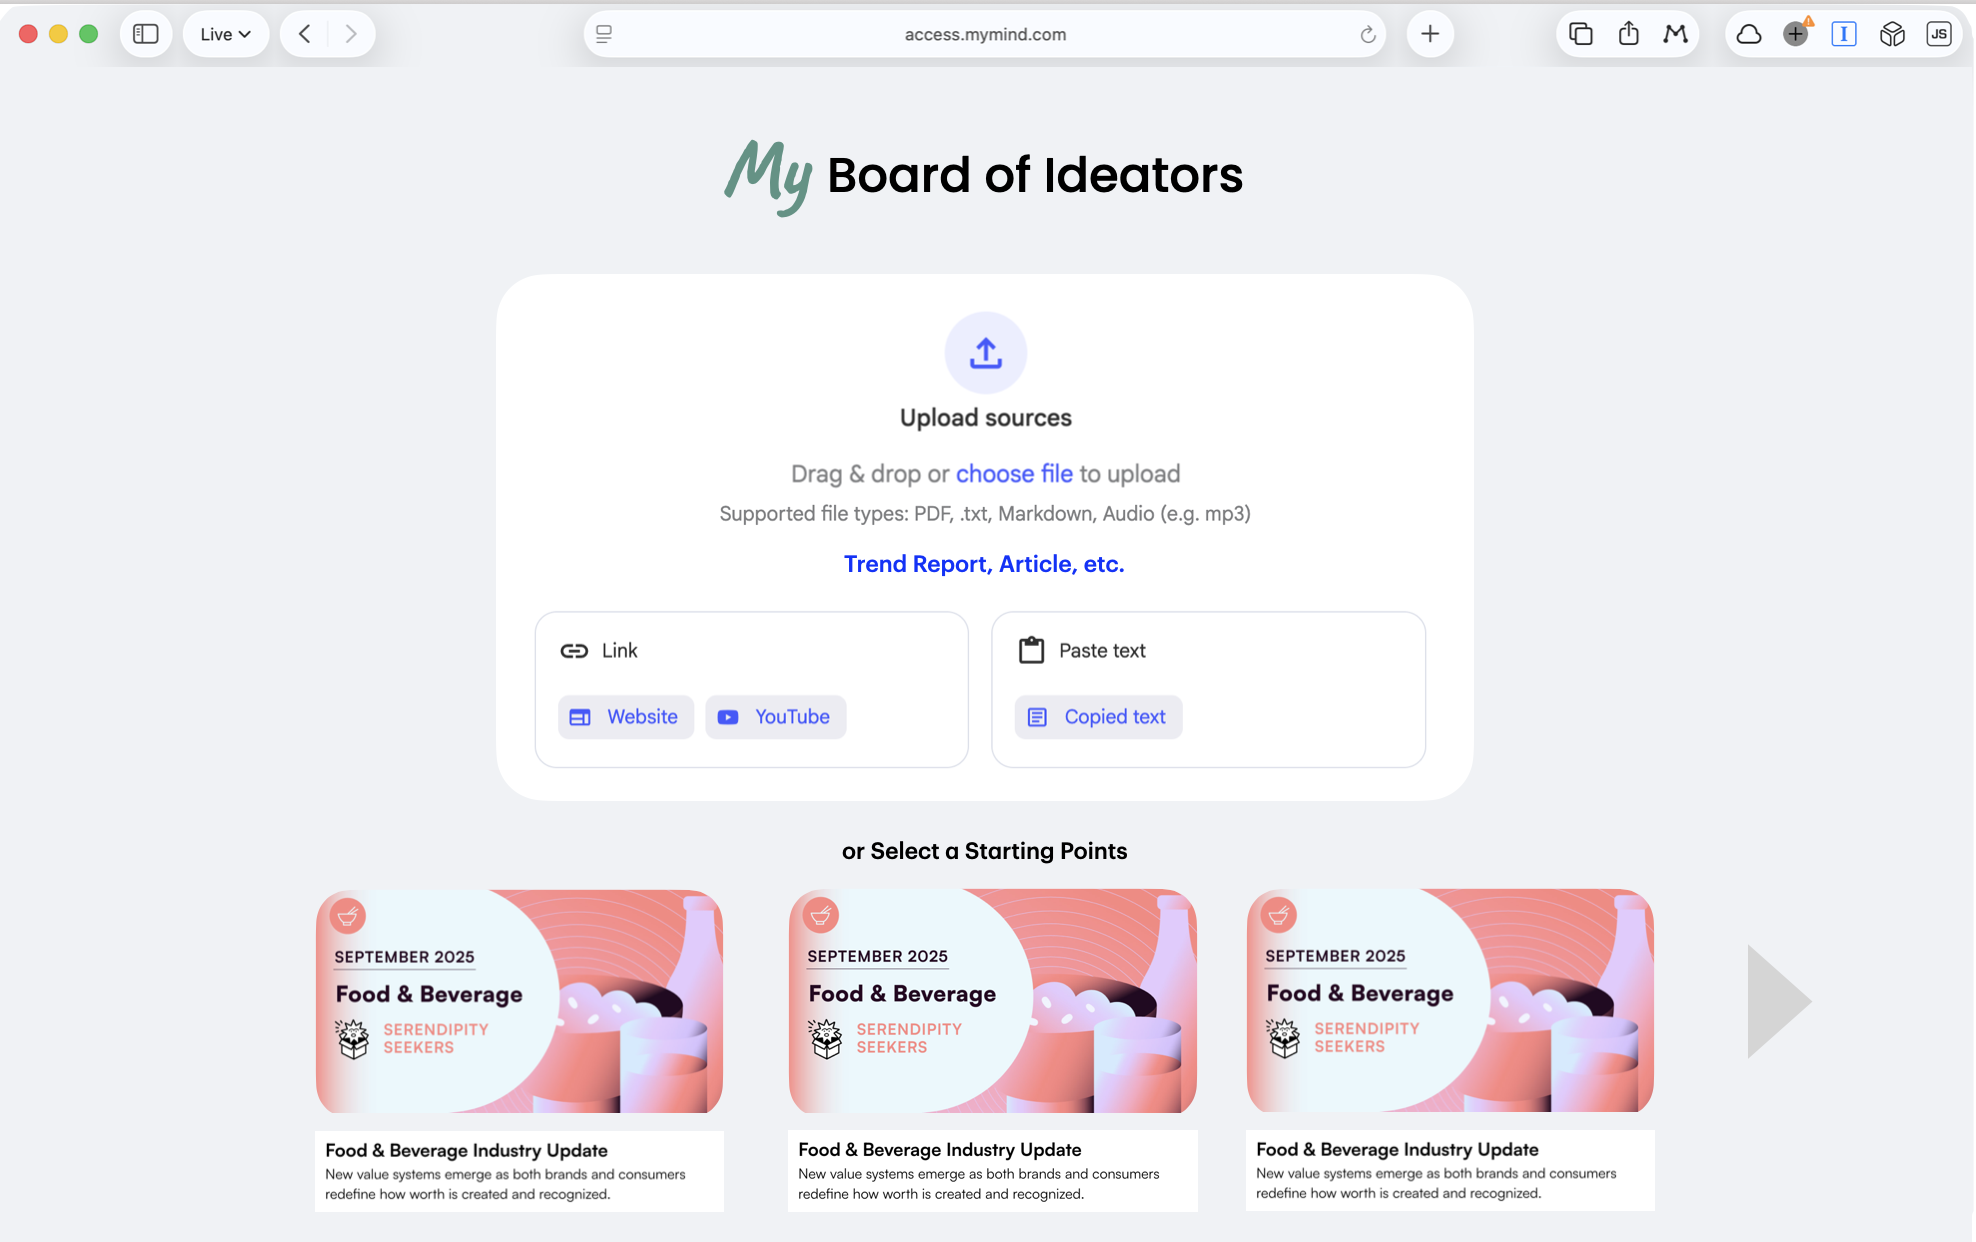 Live
access.mymind.com
I
JS
My Board of Ideators
Upload sources
Drag & drop or choose file to upload
Supported file types: PDF, .txt, Markdown, Audio (e.g. mp3)
Trend Report, Article, etc.
Link
Website
YouTube
Paste text
Copied text
or Select a Starting Points
SEPTEMBER 2025
Food & Beverage
SERENDIPITY
SEEKERS
Food & Beverage Industry Update
New value systems emerge as both brands and consumers
redefine how worth is created and recognized.
SEPTEMBER 2025
Food & Beverage
SERENDIPITY
SEEKERS
Food & Beverage Industry Update
New value systems emerge as both brands and consumers
redefine how worth is created and recognized.
SEPTEMBER 2025
Food & Beverage
SERENDIPITY
SEEKERS
Food & Beverage Industry Update
New value systems emerge as both brands and consumers
redefine how worth is created and recognized.